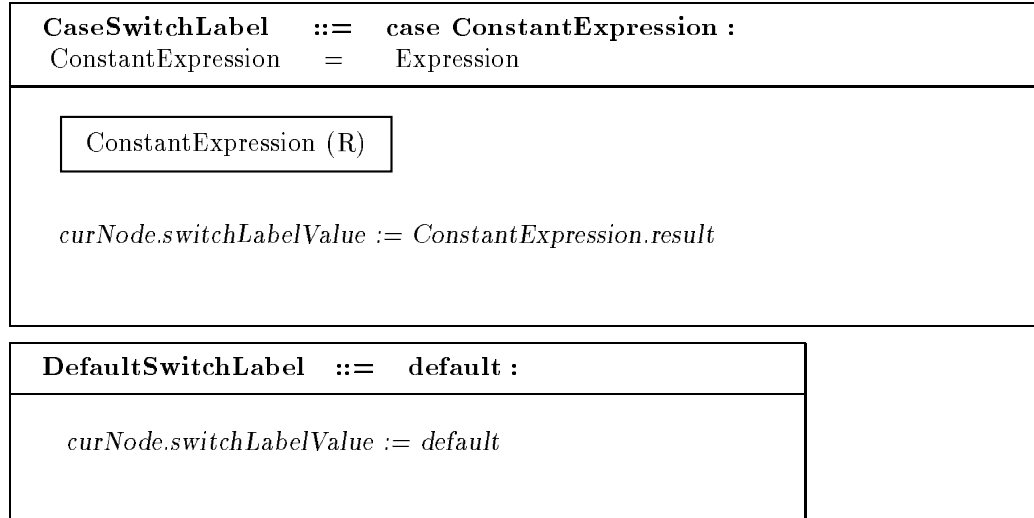 CaseSwitchLabel ::= case ConstantExpression :
ConstantExpression = Expression
ConstantExpression (R)
curNode.switchLabelValue := ConstantExpression.result
DefaultSwitchLabel ::= default :
curNode.switchLabelValue := default